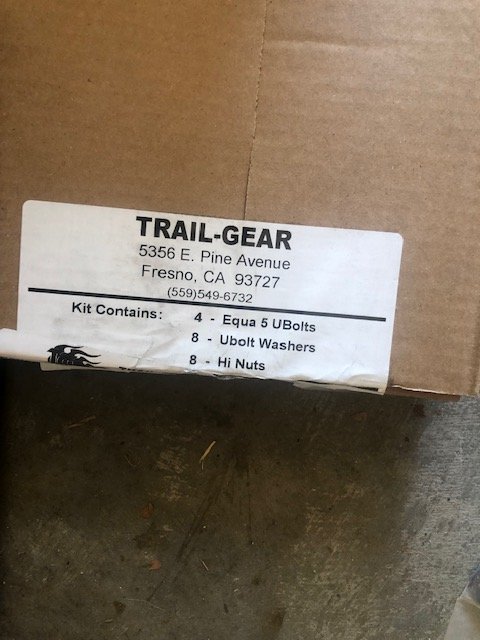 TRAIL-GEAR
5356 E. Pine Avenue
Fresno, CA 93727
(559)549-6732
Kit Contains: 4 - Equa 5 UBolts
8 - Ubolt Washers
8 - Hi Nuts